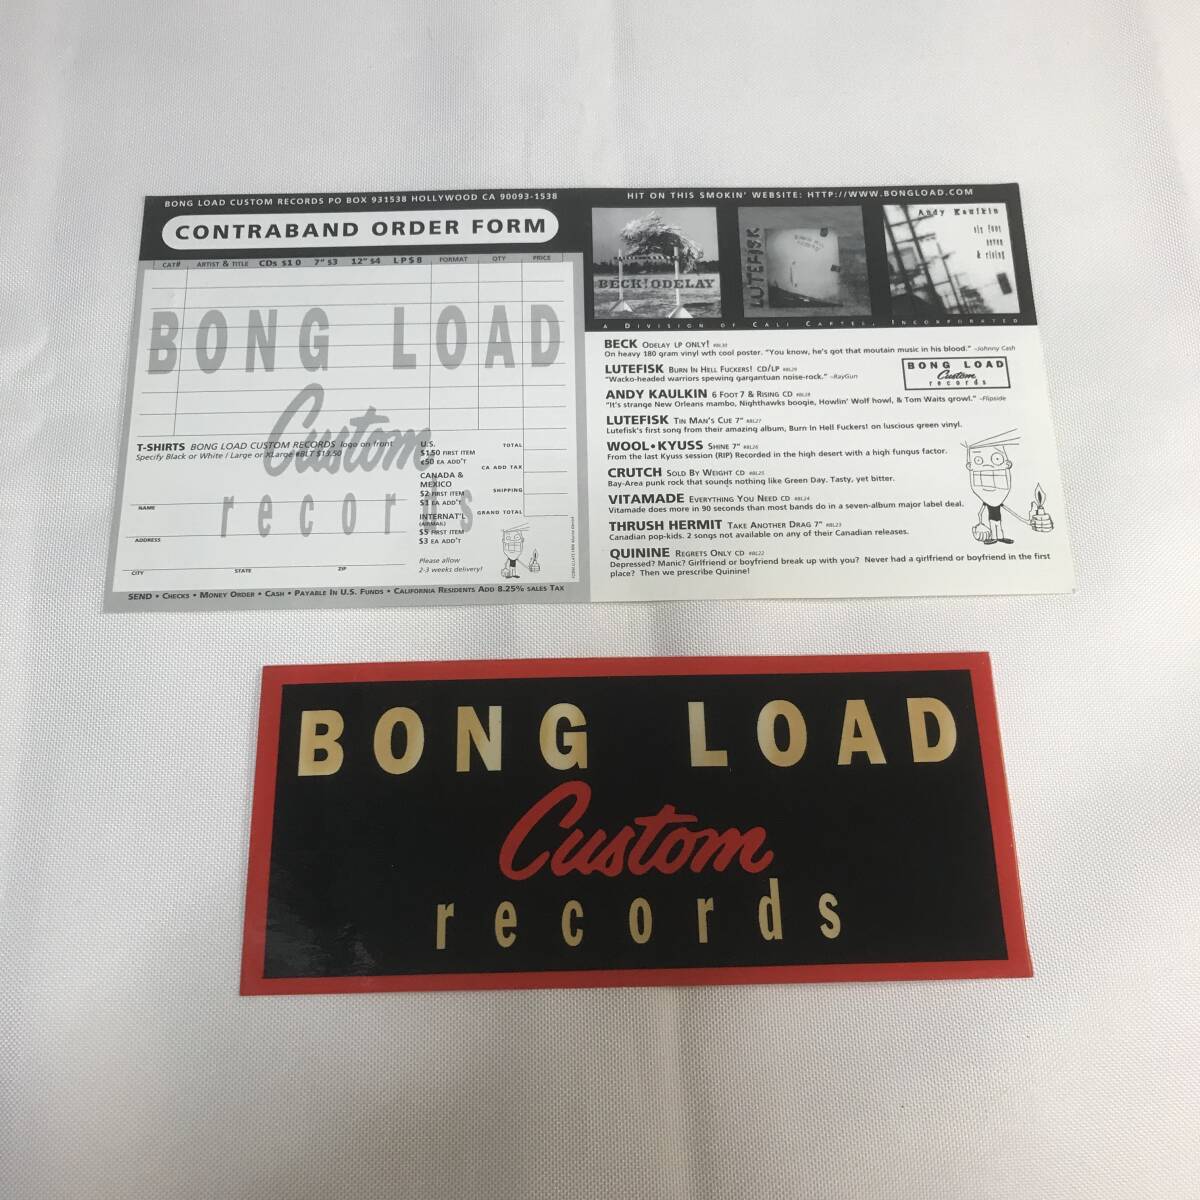 BONG LOAD CUSTOM RECORDS PO BOX 931538 HOLLYWOOD CA 90093-1538
CONTRABAND ORDER FORM
CAT# ARTIST & TITLE CDs $10 7" $3 12" $4 LPS 8 FORMAT QTY PRICE
BONG LOAD
Custom
records
T-SHIRTS BONG LOAD CUSTOM RECORDS logo on front
Specify Black or White / Large or XLarge #BLT $13.50
NAME
ADDRESS
CITY STATE ZIP
U.S.
$1.50 FIRST ITEM
¢50 EA ADD'T
CANADA &
MEXICO
$2 FIRST ITEM
$1 EA ADD'T
INTERNAT'L
(AIRMAIL)
$5 FIRST ITEM
$3 EA ADD'T
Please allow
2-3 weeks delivery!
TOTAL
CA ADD TAX
SHIPPING
GRAND TOTAL
SEND • CHECKS • MONEY ORDER • CASH • PAYABLE IN U.S. FUNDS • CALIFORNIA RESIDENTS ADD 8.25% SALES TAX
HIT ON THIS SMOKIN' WEBSITE: HTTP://WWW.BONGLOAD.COM
BECK! ODELAY
LUTEFISK
Andy Kaulkin
six foot
seven
& rising
A DIVISION OF CALI CARTEL, INCORPORATED
BECK ODELAY LP ONLY! #BL30
On heavy 180 gram vinyl wth cool poster. "You know, he's got that moutain music in his blood." –Johnny Cash
LUTEFISK BURN IN HELL FUCKERS! CD/LP #BL29
"Wacko-headed warriors spewing gargantuan noise-rock." –RayGun
BONG LOAD
Custom
records
ANDY KAULKIN 6 FOOT 7 & RISING CD #BL28
"It's strange New Orleans mambo, Nighthawks boogie, Howlin' Wolf howl, & Tom Waits growl." –Flipside
LUTEFISK TIN MAN'S CUE 7" #BL27
Lutefisk's first song from their amazing album, Burn In Hell Fuckers! on luscious green vinyl.
WOOL•KYUSS SHINE 7" #BL26
From the last Kyuss session (RIP) Recorded in the high desert with a high fungus factor.
CRUTCH SOLD BY WEIGHT CD #BL25
Bay-Area punk rock that sounds nothing like Green Day. Tasty, yet bitter.
VITAMADE EVERYTHING YOU NEED CD #BL24
Vitamade does more in 90 seconds than most bands do in a seven-album major label deal.
THRUSH HERMIT TAKE ANOTHER DRAG 7" #BL23
Canadian pop-kids. 2 songs not available on any of their Canadian releases.
QUININE REGRETS ONLY CD #BL22
Depressed? Manic? Girlfriend or boyfriend break up with you? Never had a girlfriend or boyfriend in the first
place? Then we prescribe Quinine!
BONG LOAD
Custom
records